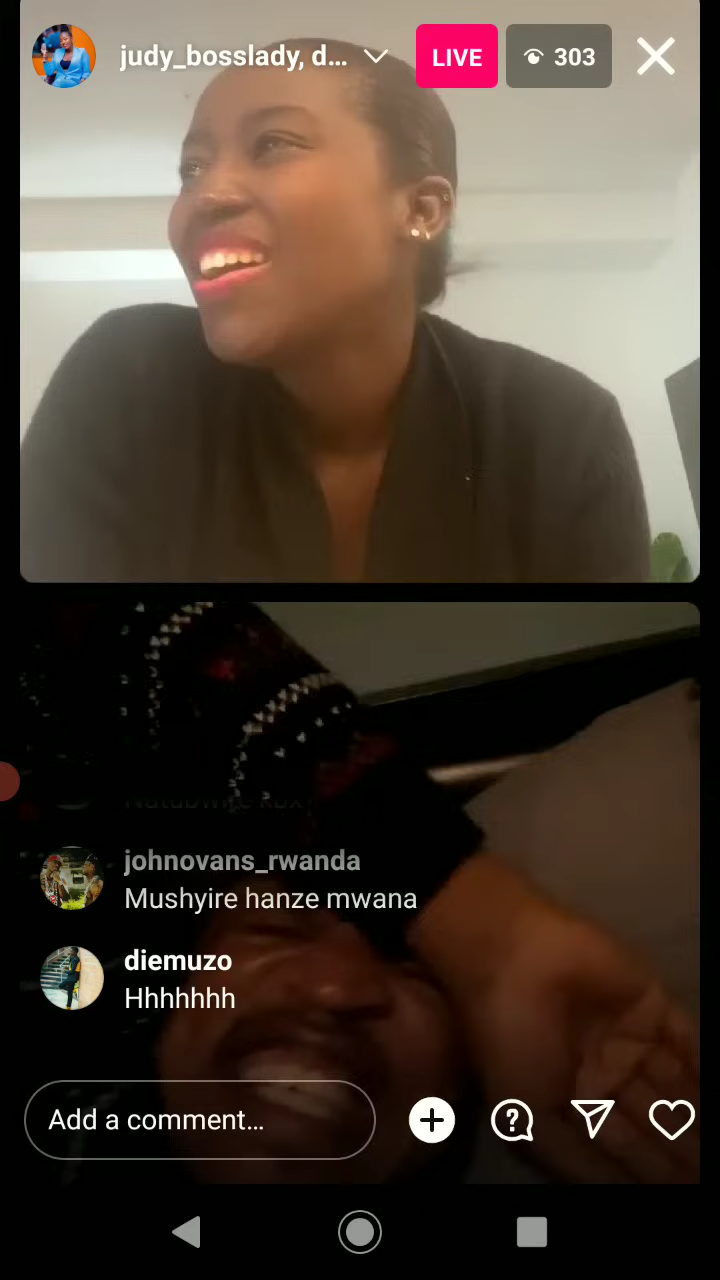 judy_bosslady, d...
LIVE
303
johnovans_rwanda
Mushyire hanze mwana
diemuzo
Hhhhhhh
Add a comment...